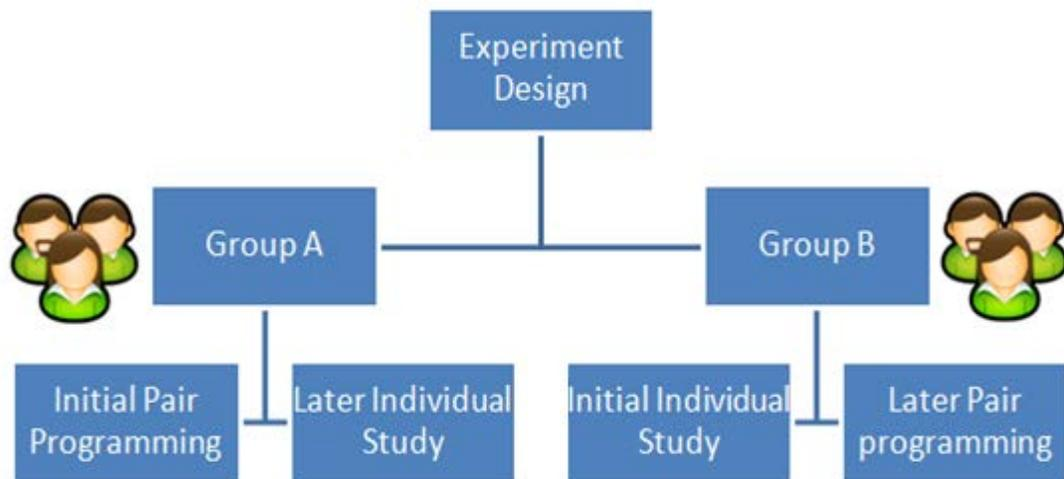 Experiment
Design
Group A
Group B
Initial Pair
Programming
Later Individual
Study
Initial Individual
Study
Later Pair
programming